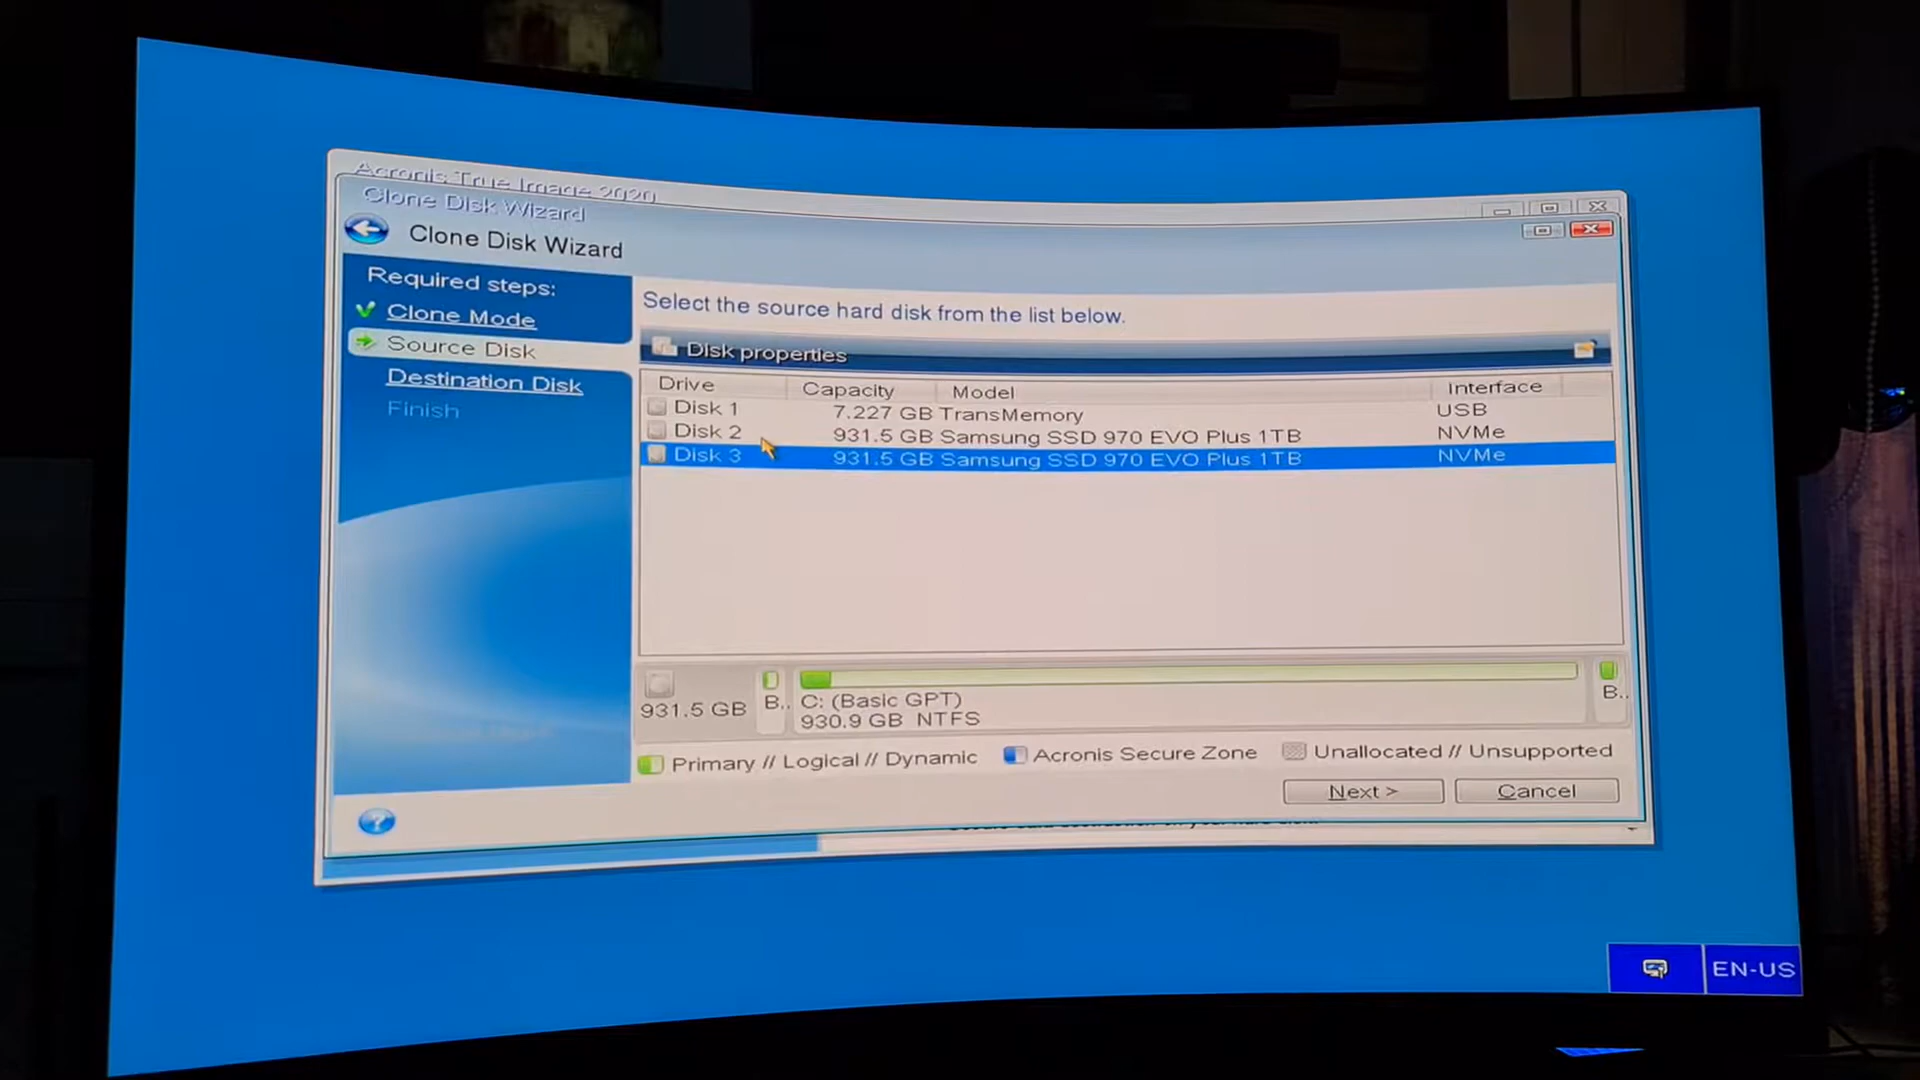 Acronis True Image 2020
Clone Disk Wizard
Clone Disk Wizard
Required steps:
Clone Mode
Source Disk
Destination Disk
Finish
Select the source hard disk from the list below.
Disk properties
Drive Capacity Model Interface
Disk 1 7.227 GB TransMemory USB
Disk 2 931.5 GB Samsung SSD 970 EVO Plus 1TB NVMe
Disk 3 931.5 GB Samsung SSD 970 EVO Plus 1TB NVMe
931.5 GB
B..
C: (Basic GPT)
930.9 GB NTFS
B..
Primary // Logical // Dynamic Acronis Secure Zone Unallocated // Unsupported
Next > Cancel
?
EN-US